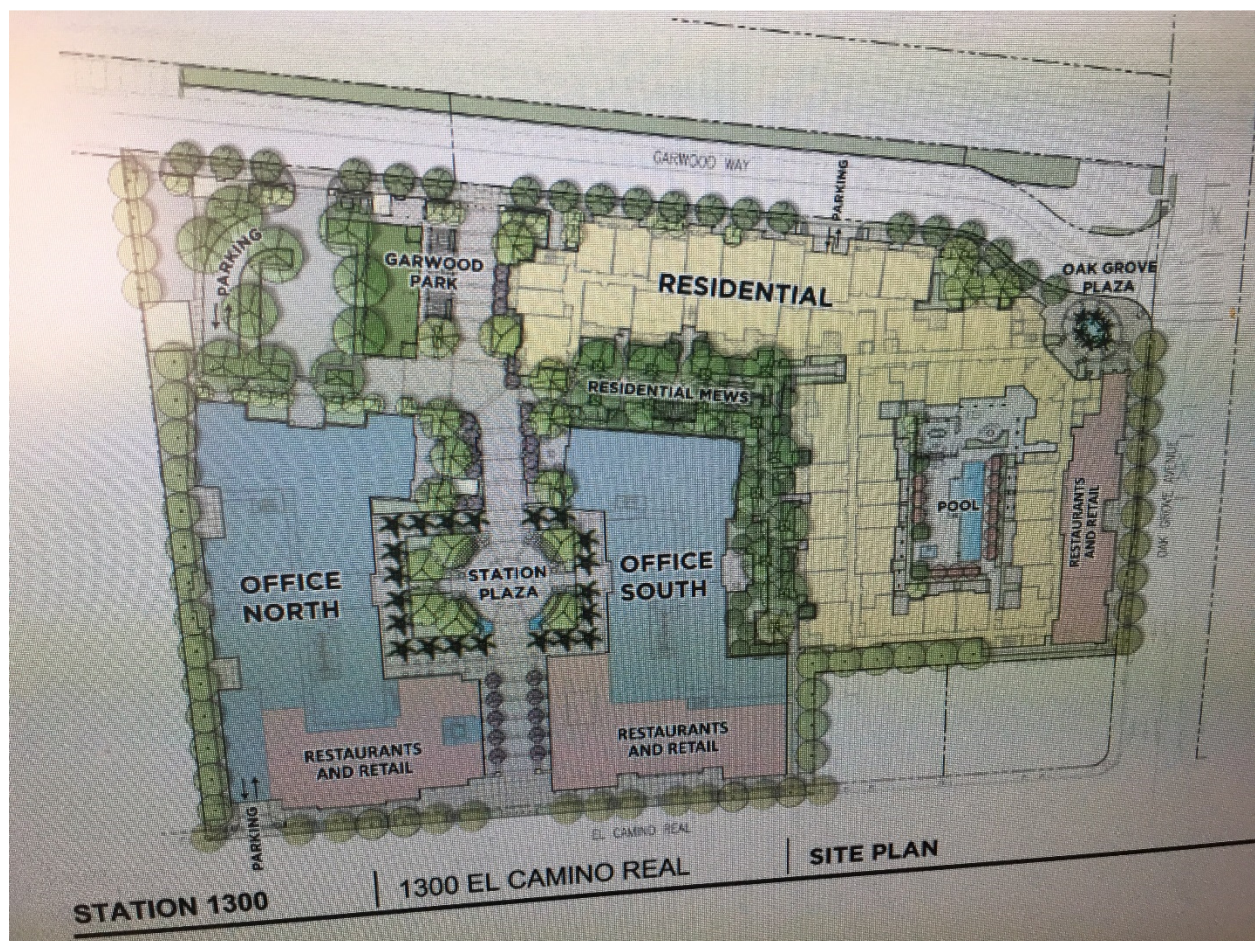 GARWOOD WAY
PARKING
PARKING
GARWOOD
PARK
RESIDENTIAL
OAK GROVE
PLAZA
RESIDENTIAL MEWS
POOL
RESTAURANTS
AND RETAIL
OAK GROVE AVENUE
OFFICE
NORTH
STATION
PLAZA
OFFICE
SOUTH
RESTAURANTS
AND RETAIL
RESTAURANTS
AND RETAIL
PARKING
EL CAMINO REAL
STATION 1300
1300 EL CAMINO REAL
SITE PLAN